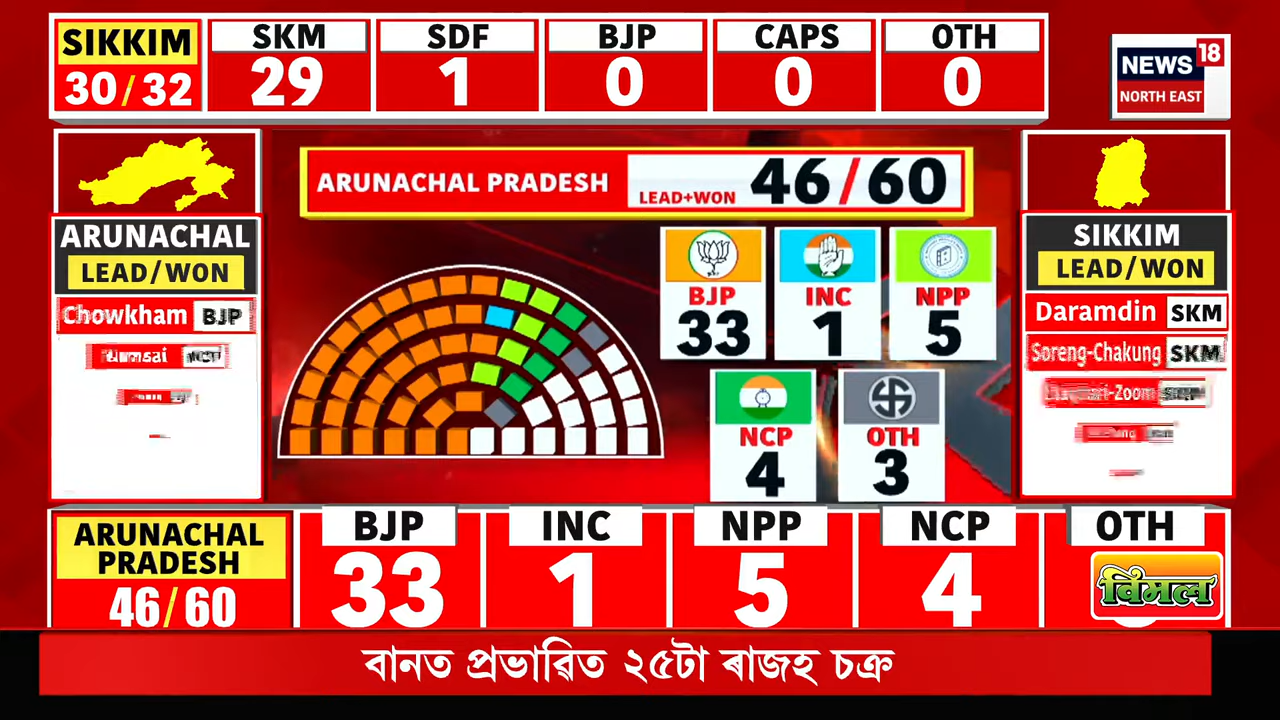 SIKKIM
30/32
SKM
29
SDF
1
BJP
0
CAPS
0
OTH
0
NEWS 18
NORTH EAST
ARUNACHAL PRADESH
LEAD+WON 46/60
ARUNACHAL
LEAD/WON
Chowkham BJP
BJP
33
INC
1
NPP
5
NCP
4
OTH
3
SIKKIM
LEAD/WON
Daramdin SKM
Soreng-Chakung SKM
ARUNACHAL
PRADESH
46/60
BJP
33
INC
1
NPP
5
NCP
4
OTH
विमल
বানত প্ৰভাৱিত ২৫টা ৰাজহ চক্ৰ